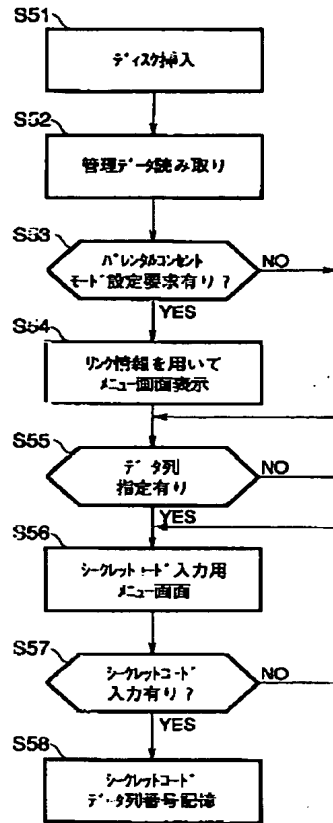 S51
ディスク挿入
S52
管理データ読み取り
S53
パレンタルコンセント
モード設定要求有り?
NO
YES
S54
リンク情報を用いて
メニュー画面表示
S55
データ列
指定有り
NO
YES
S56
シークレットコード入力用
メニュー画面
S57
シークレットコード
入力有り?
NO
YES
S58
シークレットコード
データ列番号記憶